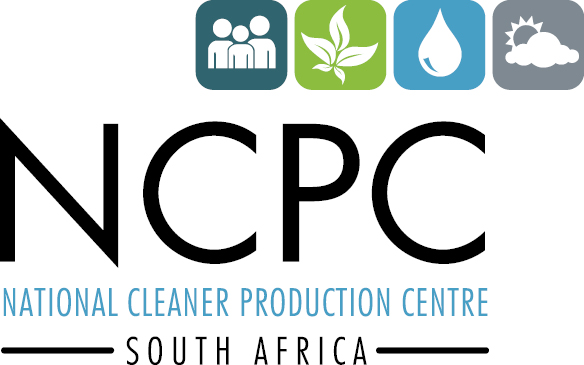 NCPC
NATIONAL CLEANER PRODUCTION CENTRE
SOUTH AFRICA